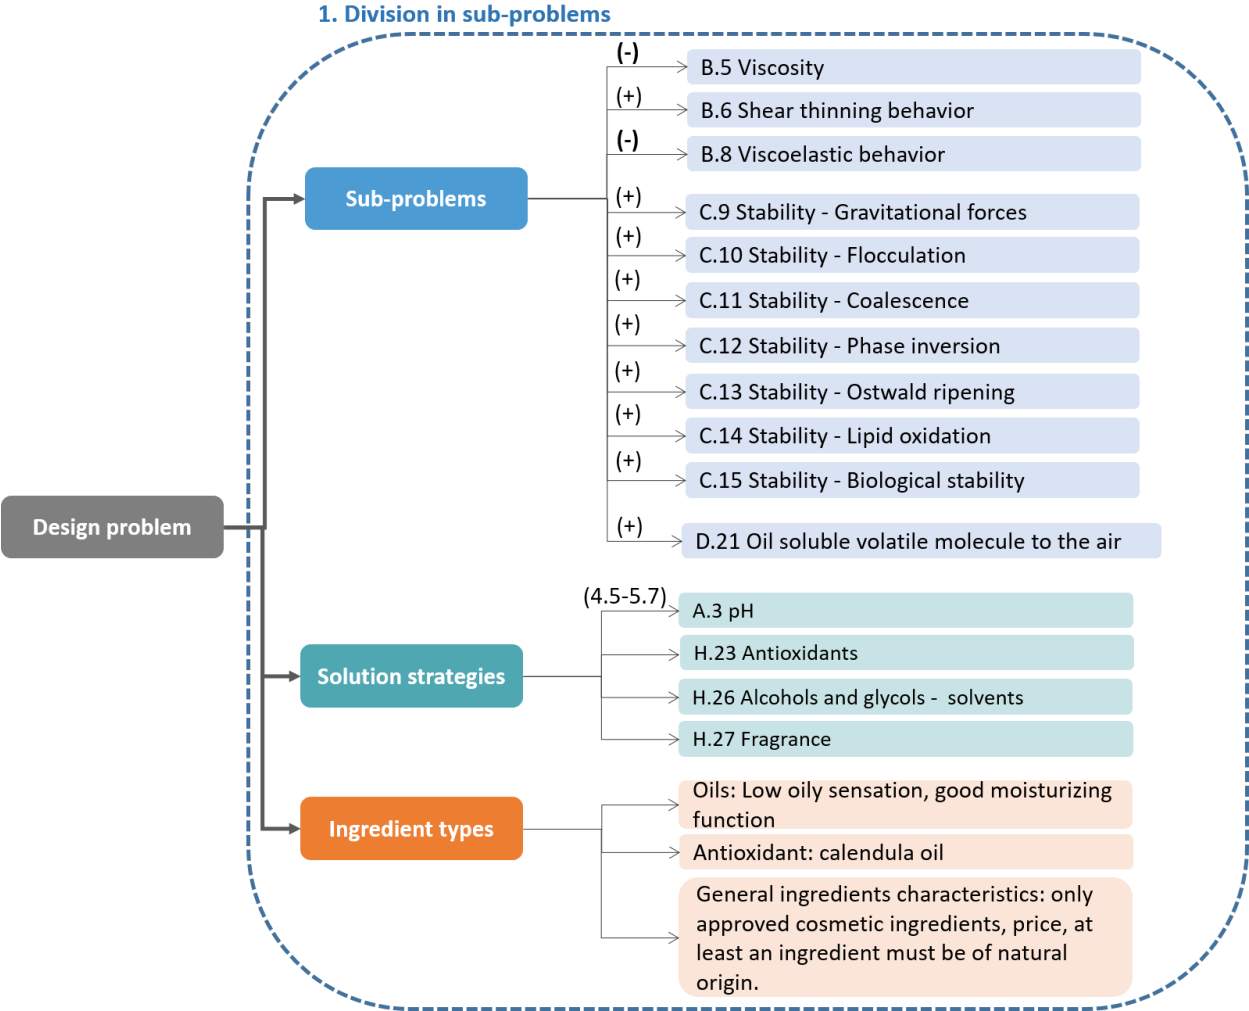 1. Division in sub-problems
(-)
B.5 Viscosity
(+)
B.6 Shear thinning behavior
(-)
B.8 Viscoelastic behavior
Sub-problems
(+)
C.9 Stability - Gravitational forces
(+)
C.10 Stability - Flocculation
(+)
C.11 Stability - Coalescence
(+)
C.12 Stability - Phase inversion
(+)
C.13 Stability - Ostwald ripening
(+)
C.14 Stability - Lipid oxidation
(+)
C.15 Stability - Biological stability
(+)
D.21 Oil soluble volatile molecule to the air
Design problem
(4.5-5.7)
A.3 pH
H.23 Antioxidants
Solution strategies
H.26 Alcohols and glycols -  solvents
H.27 Fragrance
Ingredient types
Oils: Low oily sensation, good moisturizing
function
Antioxidant: calendula oil
General ingredients characteristics: only
approved cosmetic ingredients, price, at
least an ingredient must be of natural
origin.